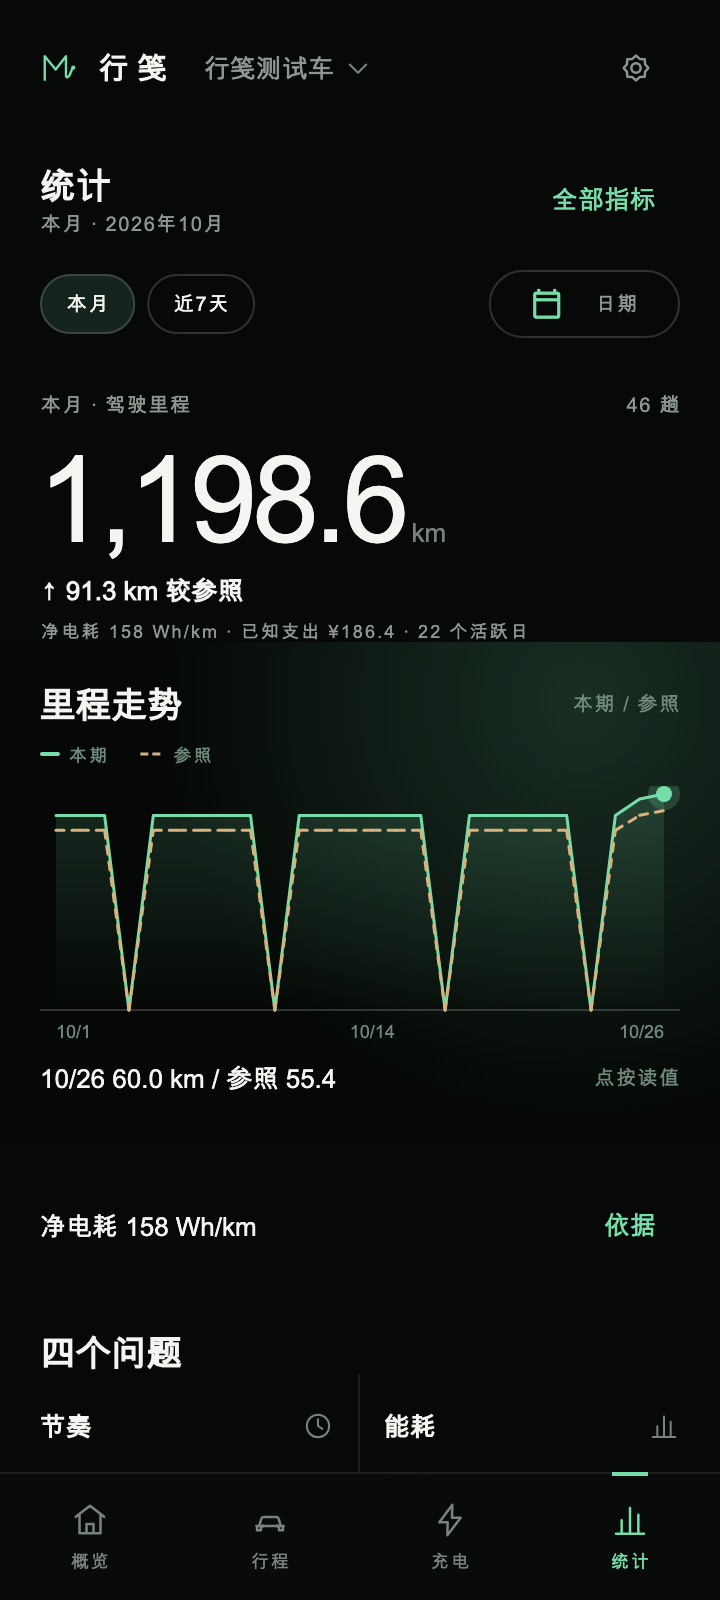 行笺 行笺测试车
统计
全部指标
本月 · 2026年10月
本月 近7天 日期
本月 · 驾驶里程 46 趟
1,198.6 km
↑ 91.3 km 较参照
净电耗 158 Wh/km · 已知支出 ¥186.4 · 22 个活跃日
里程走势 本期 / 参照
本期 参照
10/1 10/14 10/26
10/26 60.0 km / 参照 55.4 点按读值
净电耗 158 Wh/km 依据
四个问题
节奏 能耗
概览 行程 充电 统计